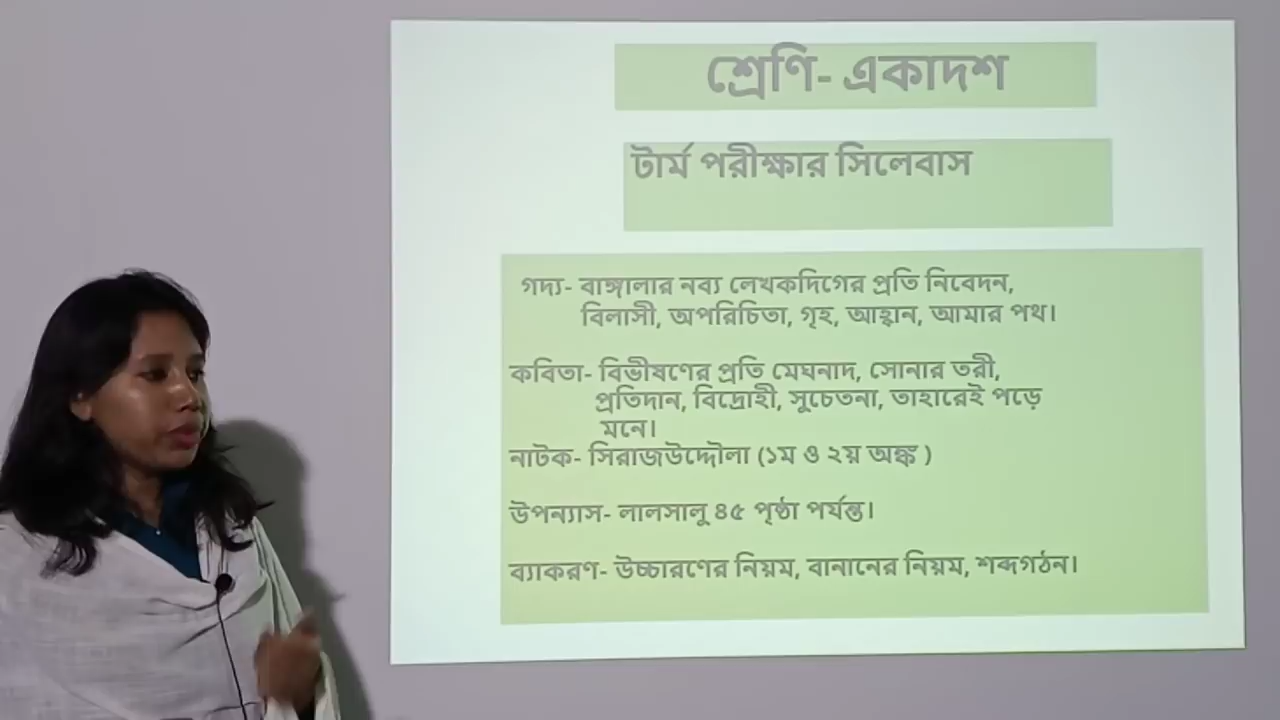 শ্রেণি- একাদশ
টার্ম পরীক্ষার সিলেবাস
গদ্য- বাঙ্গালার নব্য লেখকদিগের প্রতি নিবেদন,
বিলাসী, অপরিচিতা, গৃহ, আহ্বান, আমার পথ।
কবিতা- বিভীষণের প্রতি মেঘনাদ, সোনার তরী,
প্রতিদান, বিদ্রোহী, সুচেতনা, তাহারেই পড়ে
মনে।
নাটক- সিরাজউদ্দৌলা (১ম ও ২য় অঙ্ক )
উপন্যাস- লালসালু ৪৫ পৃষ্ঠা পর্যন্ত।
ব্যাকরণ- উচ্চারণের নিয়ম, বানানের নিয়ম, শব্দগঠন।